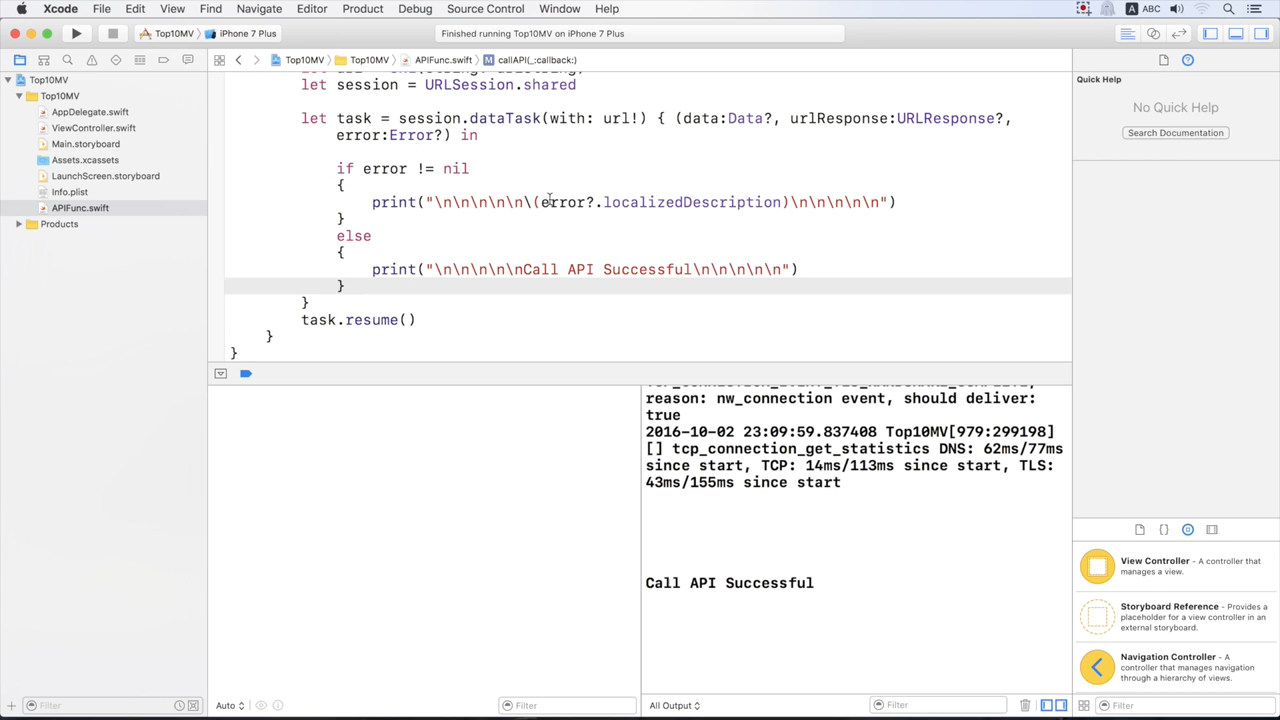 Xcode File Edit View Find Navigate Editor Product Debug Source Control Window Help A ABC
Top10MV iPhone 7 Plus
Finished running Top10MV on iPhone 7 Plus
Top10MV Top10MV APIFunc.swift M callAPI(_:callback:)
Top10MV
Top10MV
AppDelegate.swift
ViewController.swift
Main.storyboard
Assets.xcassets
LaunchScreen.storyboard
Info.plist
APIFunc.swift
Products
let session = URLSession.shared
let task = session.dataTask(with: url!) { (data:Data?, urlResponse:URLResponse?,
error:Error?) in
if error != nil
{
print("\n\n\n\n\n\(error?.localizedDescription)\n\n\n\n\n")
}
else
{
print("\n\n\n\n\nCall API Successful\n\n\n\n\n")
}
}
task.resume()
}
}
reason: nw_connection event, should deliver:
true
2016-10-02 23:09:59.837408 Top10MV[979:299198]
[] tcp_connection_get_statistics DNS: 62ms/77ms
since start, TCP: 14ms/113ms since start, TLS:
43ms/155ms since start
Call API Successful
Quick Help
No Quick Help
Search Documentation
View Controller - A controller that
manages a view.
Storyboard Reference - Provides a
placeholder for a view controller in an
external storyboard.
Navigation Controller - A
controller that manages navigation
through a hierarchy of views.
Filter
Auto
Filter
All Output
Filter
Filter